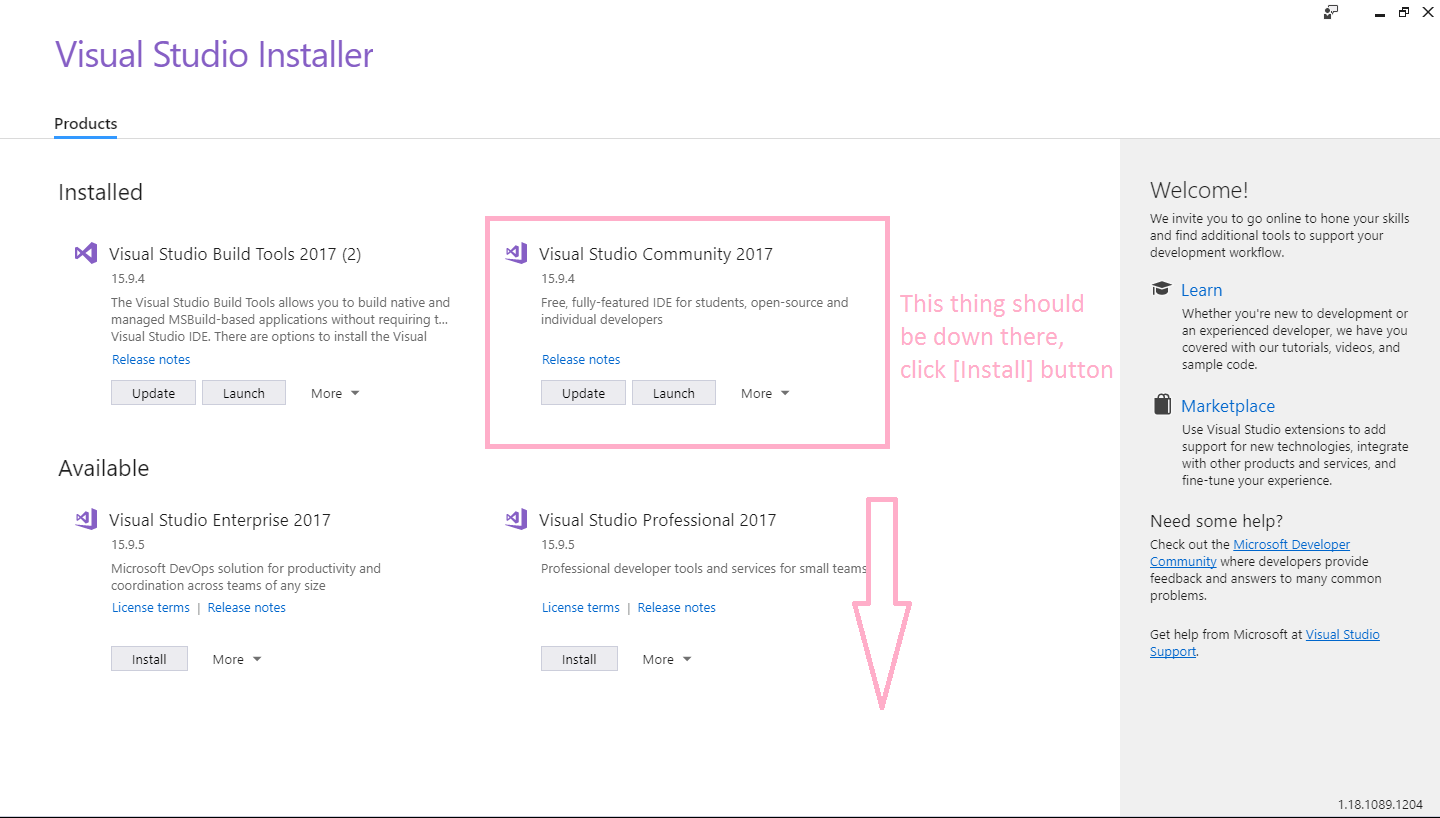 Visual Studio Installer
Products
Installed
Visual Studio Build Tools 2017 (2)
15.9.4
The Visual Studio Build Tools allows you to build native and
managed MSBuild-based applications without requiring t...
Visual Studio IDE. There are options to install the Visual
Release notes
Update
Launch
More
Visual Studio Community 2017
15.9.4
Free, fully-featured IDE for students, open-source and
individual developers
Release notes
Update
Launch
More
This thing should
be down there,
click [Install] button
Available
Visual Studio Enterprise 2017
15.9.5
Microsoft DevOps solution for productivity and
coordination across teams of any size
License terms | Release notes
Install
More
Visual Studio Professional 2017
15.9.5
Professional developer tools and services for small teams
License terms | Release notes
Install
More
Welcome!
We invite you to go online to hone your skills
and find additional tools to support your
development workflow.
Learn
Whether you're new to development or
an experienced developer, we have you
covered with our tutorials, videos, and
sample code.
Marketplace
Use Visual Studio extensions to add
support for new technologies, integrate
with other products and services, and
fine-tune your experience.
Need some help?
Check out the Microsoft Developer
Community where developers provide
feedback and answers to many common
problems.
Get help from Microsoft at Visual Studio
Support.
1.18.1089.1204